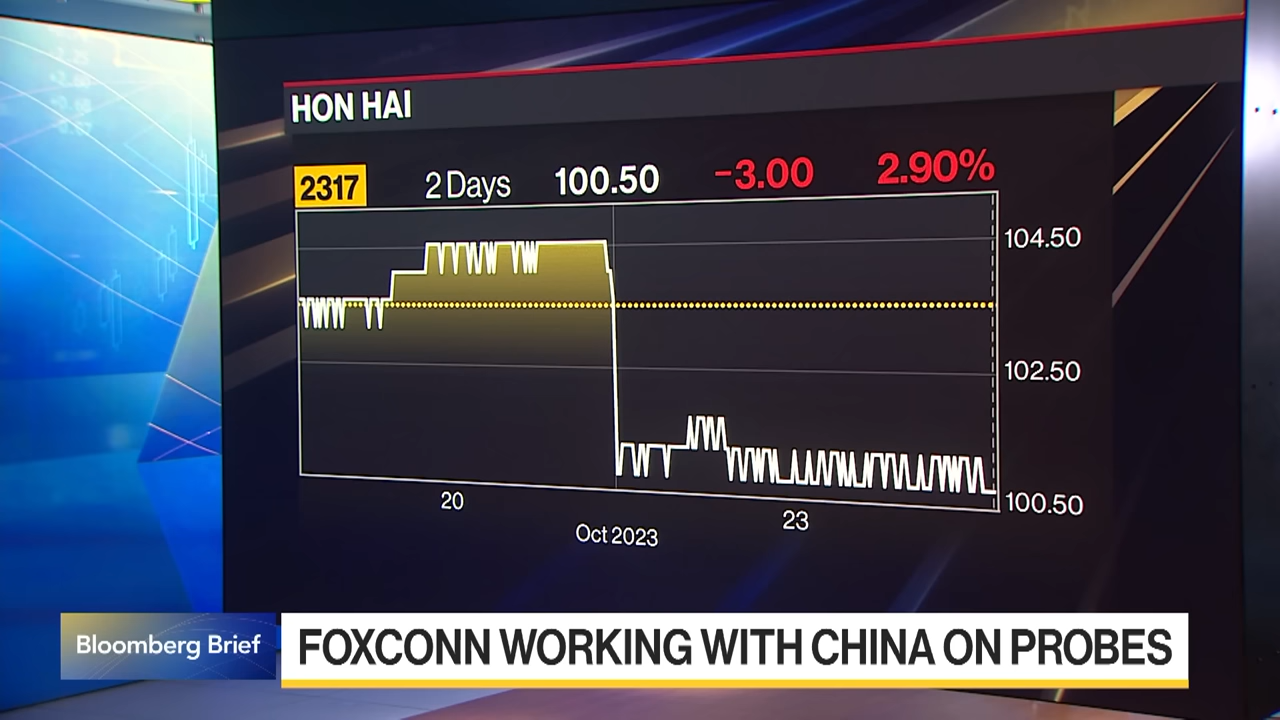 HON HAI
2317 2 Days 100.50 -3.00 2.90%
104.50
102.50
100.50
20
23
Oct 2023
Bloomberg Brief
FOXCONN WORKING WITH CHINA ON PROBES